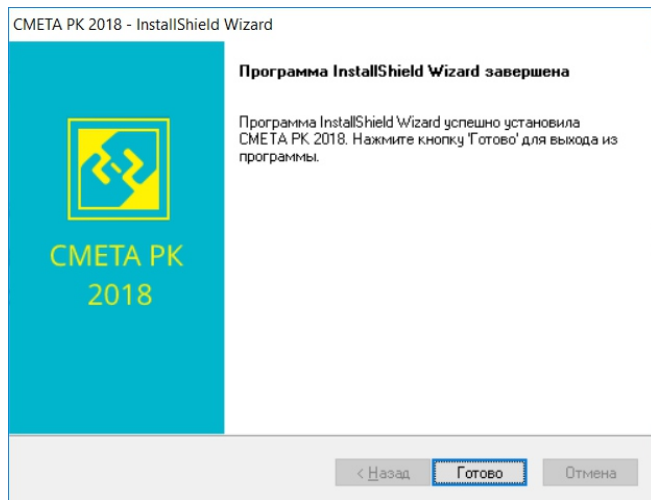 СМЕТА РК 2018 - InstallShield Wizard
Программа InstallShield Wizard завершена
Программа InstallShield Wizard успешно установила
СМЕТА РК 2018. Нажмите кнопку 'Готово' для выхода из
программы.
СМЕТА РК
2018
< Назад
Готово
Отмена